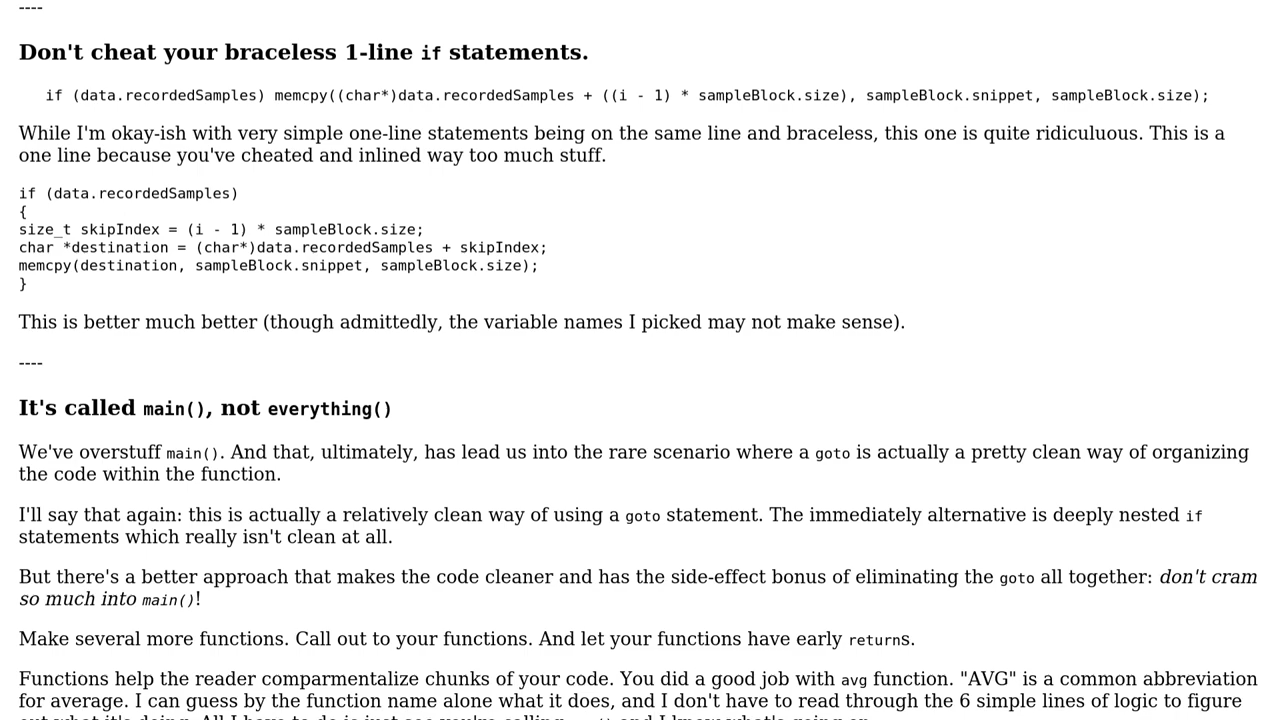 ----
Don't cheat your braceless 1-line if statements.
if (data.recordedSamples) memcpy((char*)data.recordedSamples + ((i - 1) * sampleBlock.size), sampleBlock.snippet, sampleBlock.size);
While I'm okay-ish with very simple one-line statements being on the same line and braceless, this one is quite ridiculuous. This is a
one line because you've cheated and inlined way too much stuff.
if (data.recordedSamples)
{
size_t skipIndex = (i - 1) * sampleBlock.size;
char *destination = (char*)data.recordedSamples + skipIndex;
memcpy(destination, sampleBlock.snippet, sampleBlock.size);
}
This is better much better (though admittedly, the variable names I picked may not make sense).
----
It's called main(), not everything()
We've overstuff main(). And that, ultimately, has lead us into the rare scenario where a goto is actually a pretty clean way of organizing
the code within the function.
I'll say that again: this is actually a relatively clean way of using a goto statement. The immediately alternative is deeply nested if
statements which really isn't clean at all.
But there's a better approach that makes the code cleaner and has the side-effect bonus of eliminating the goto all together: don't cram
so much into main()!
Make several more functions. Call out to your functions. And let your functions have early returns.
Functions help the reader comparmentalize chunks of your code. You did a good job with avg function. "AVG" is a common abbreviation
for average. I can guess by the function name alone what it does, and I don't have to read through the 6 simple lines of logic to figure